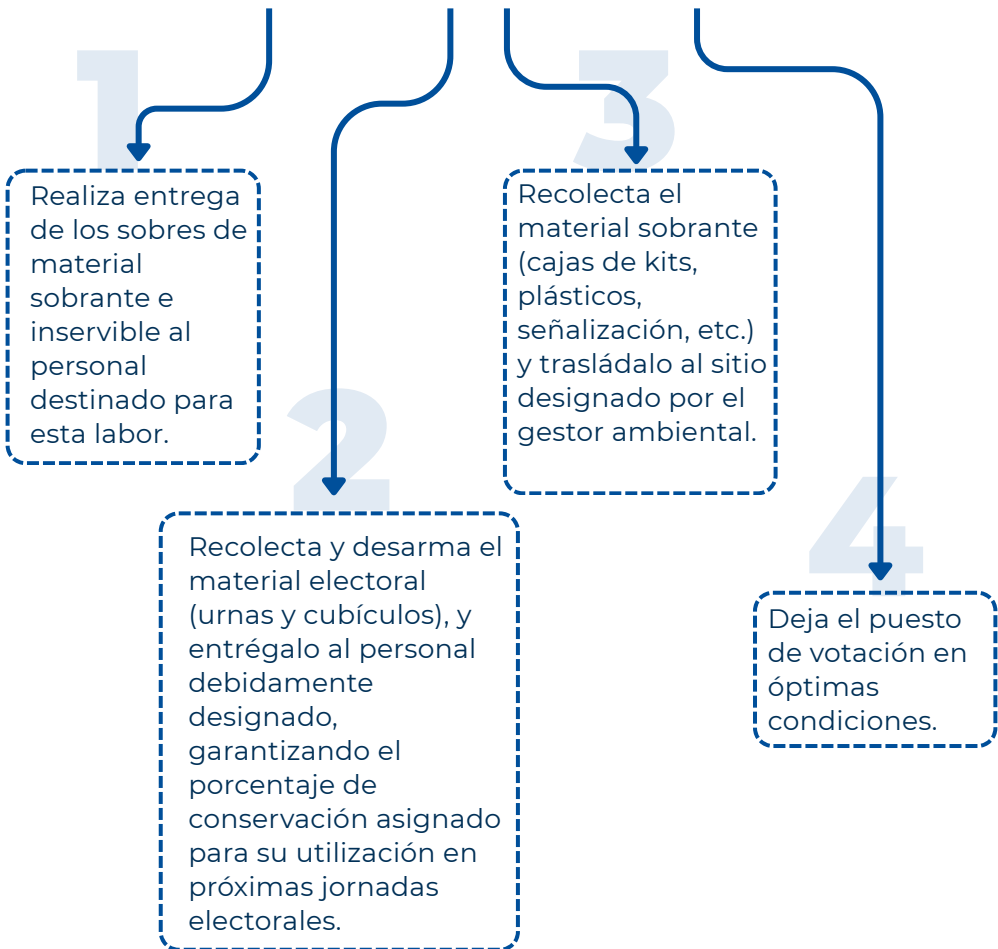 1
Realiza entrega
de los sobres de
material
sobrante e
inservible al
personal
destinado para
esta labor.
2
Recolecta y desarma el
material electoral
(urnas y cubículos), y
entrégalo al personal
debidamente
designado,
garantizando el
porcentaje de
conservación asignado
para su utilización en
próximas jornadas
electorales.
3
Recolecta el
material sobrante
(cajas de kits,
plásticos,
señalización, etc.)
y trasládalo al sitio
designado por el
gestor ambiental.
4
Deja el puesto
de votación en
óptimas
condiciones.